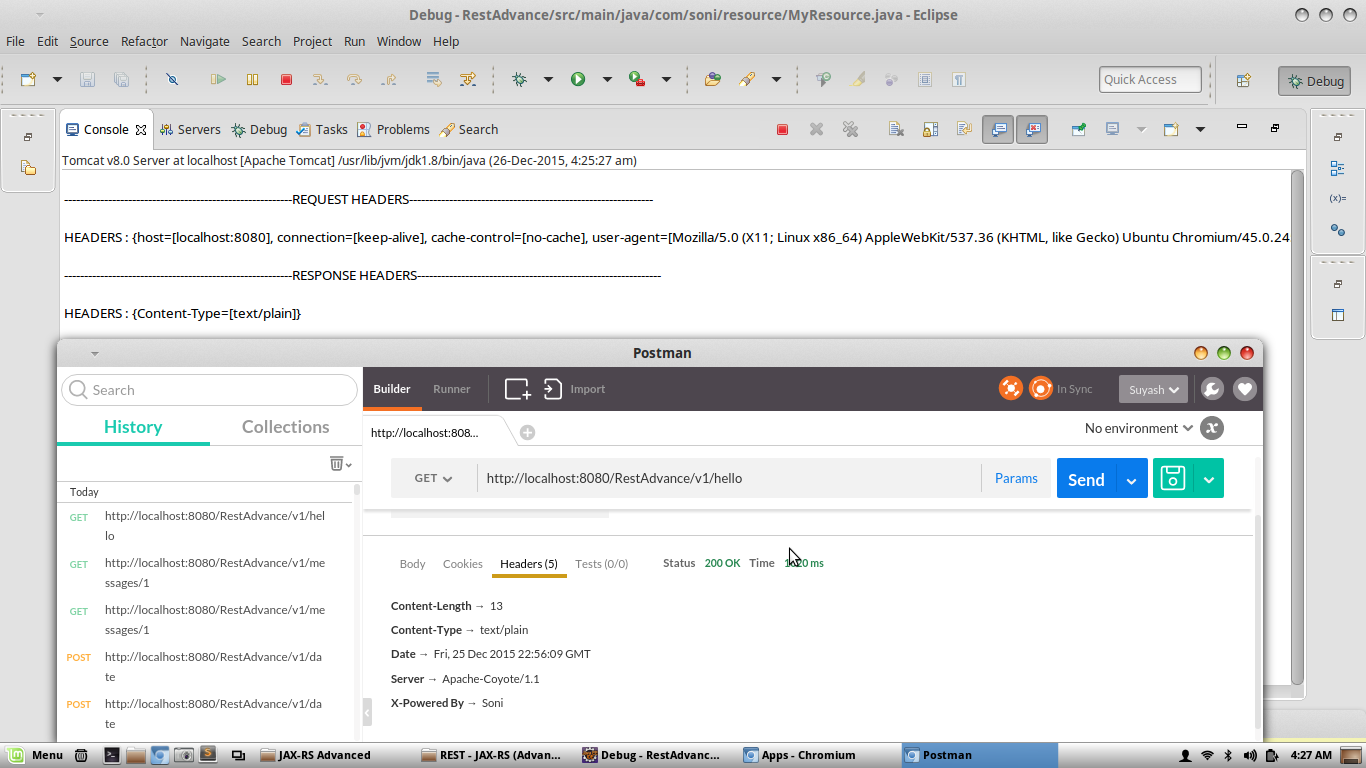 Debug - RestAdvance/src/main/java/com/soni/resource/MyResource.java - Eclipse
File Edit Source Refactor Navigate Search Project Run Window Help
Quick Access
Debug
Console Servers Debug Tasks Problems Search
Tomcat v8.0 Server at localhost [Apache Tomcat] /usr/lib/jvm/jdk1.8/bin/java (26-Dec-2015, 4:25:27 am)
---------------------------------------------------------REQUEST HEADERS-------------------------------------------------------------
HEADERS : {host=[localhost:8080], connection=[keep-alive], cache-control=[no-cache], user-agent=[Mozilla/5.0 (X11; Linux x86_64) AppleWebKit/537.36 (KHTML, like Gecko) Ubuntu Chromium/45.0.24
---------------------------------------------------------RESPONSE HEADERS-------------------------------------------------------------
HEADERS : {Content-Type=[text/plain]}
Postman
Search
Builder Runner Import In Sync Suyash
History Collections
http://localhost:808...
No environment
GET http://localhost:8080/RestAdvance/v1/hello Params Send
Today
GET http://localhost:8080/RestAdvance/v1/hel
lo
GET http://localhost:8080/RestAdvance/v1/me
ssages/1
GET http://localhost:8080/RestAdvance/v1/me
ssages/1
POST http://localhost:8080/RestAdvance/v1/da
te
POST http://localhost:8080/RestAdvance/v1/da
te
Body Cookies Headers (5) Tests (0/0) Status 200 OK Time ms
Content-Length → 13
Content-Type → text/plain
Date → Fri, 25 Dec 2015 22:56:09 GMT
Server → Apache-Coyote/1.1
X-Powered By → Soni
Menu JAX-RS Advanced REST - JAX-RS (Advan... Debug - RestAdvanc... Apps - Chromium Postman 4:27 AM